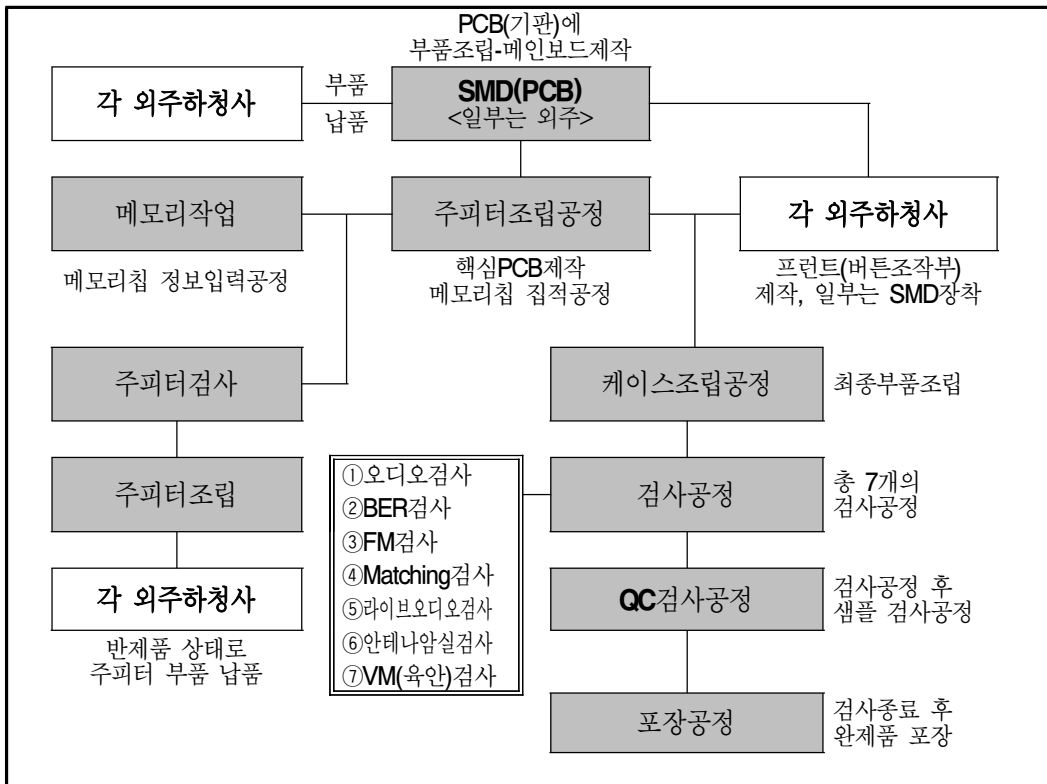 PCB(기판)에
부품조립-메인보드제작
각 외주하청사
부품
납품
SMD(PCB)
<일부는 외주>
메모리작업
메모리칩 정보입력공정
주피터조립공정
핵심PCB제작
메모리칩 집적공정
각 외주하청사
프런트(버튼조작부)
제작, 일부는 SMD장착
주피터검사
케이스조립공정
최종부품조립
주피터조립
①오디오검사
②BER검사
③FM검사
④Matching검사
⑤라이브오디오검사
⑥안테나암실검사
⑦VM(육안)검사
검사공정
총 7개의
검사공정
각 외주하청사
반제품 상태로
주피터 부품 납품
QC검사공정
검사공정 후
샘플 검사공정
포장공정
검사종료 후
완제품 포장